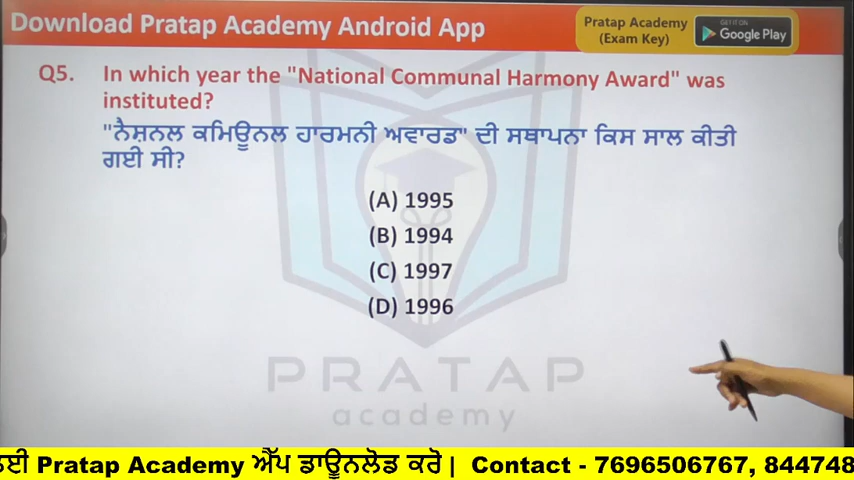 Download Pratap Academy Android App
Pratap Academy
(Exam Key)
GET IT ON
Google Play
Q5. In which year the "National Communal Harmony Award" was
instituted?
"ਨੈਸ਼ਨਲ ਕਮਿਊਨਲ ਹਾਰਮਨੀ ਅਵਾਰਡ" ਦੀ ਸਥਾਪਨਾ ਕਿਸ ਸਾਲ ਕੀਤੀ
ਗਈ ਸੀ?
(A) 1995
(B) 1994
(C) 1997
(D) 1996
PRATAP
academy
ਲਈ Pratap Academy ਐੱਪ ਡਾਊਨਲੋਡ ਕਰੋ | Contact - 7696506767, 844748